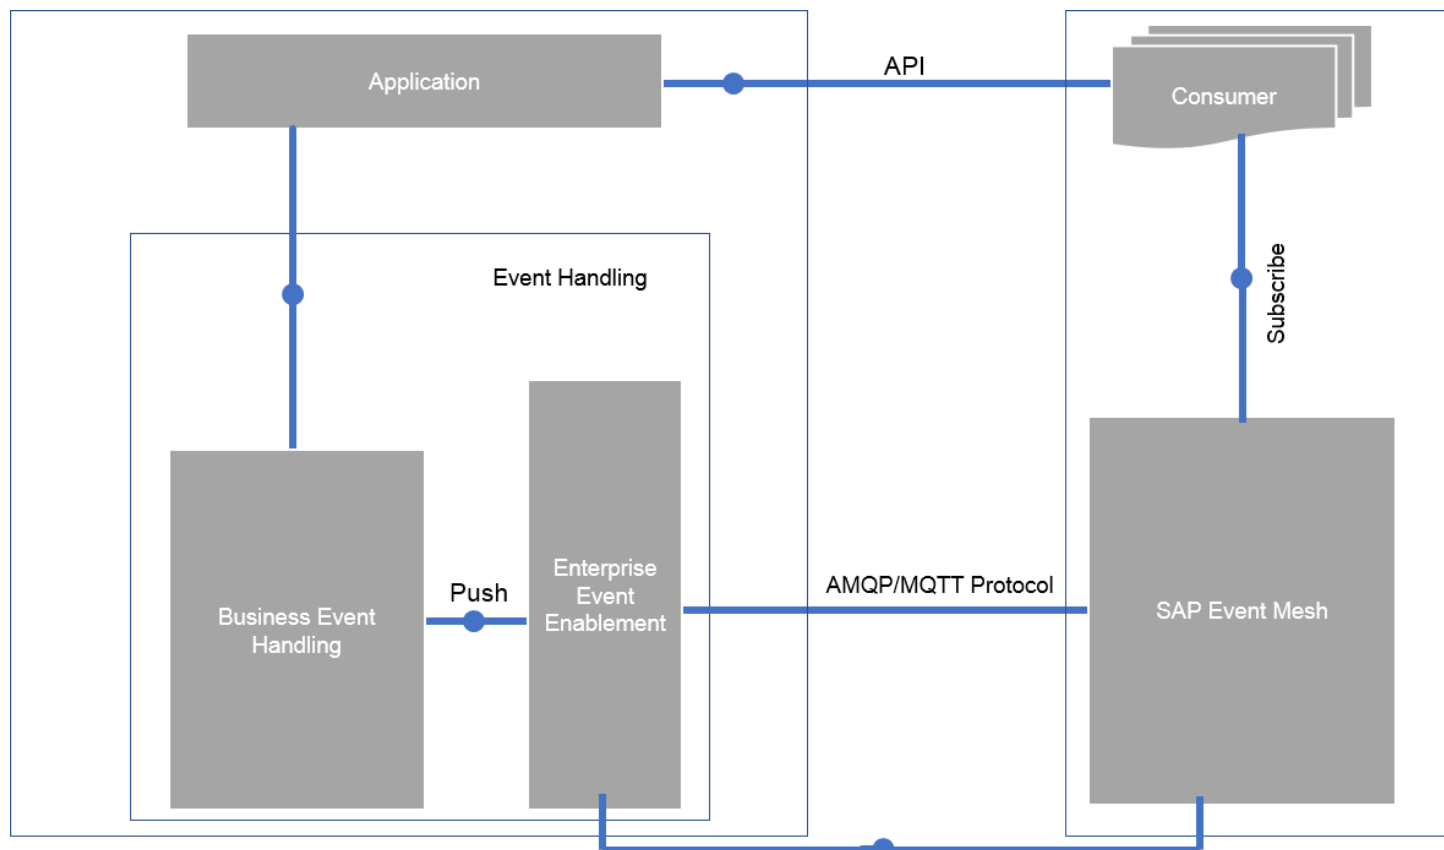 Application
API
Consumer
Event Handling
Subscribe
Business Event
Handling
Push
Enterprise
Event
Enablement
AMQP/MQTT Protocol
SAP Event Mesh